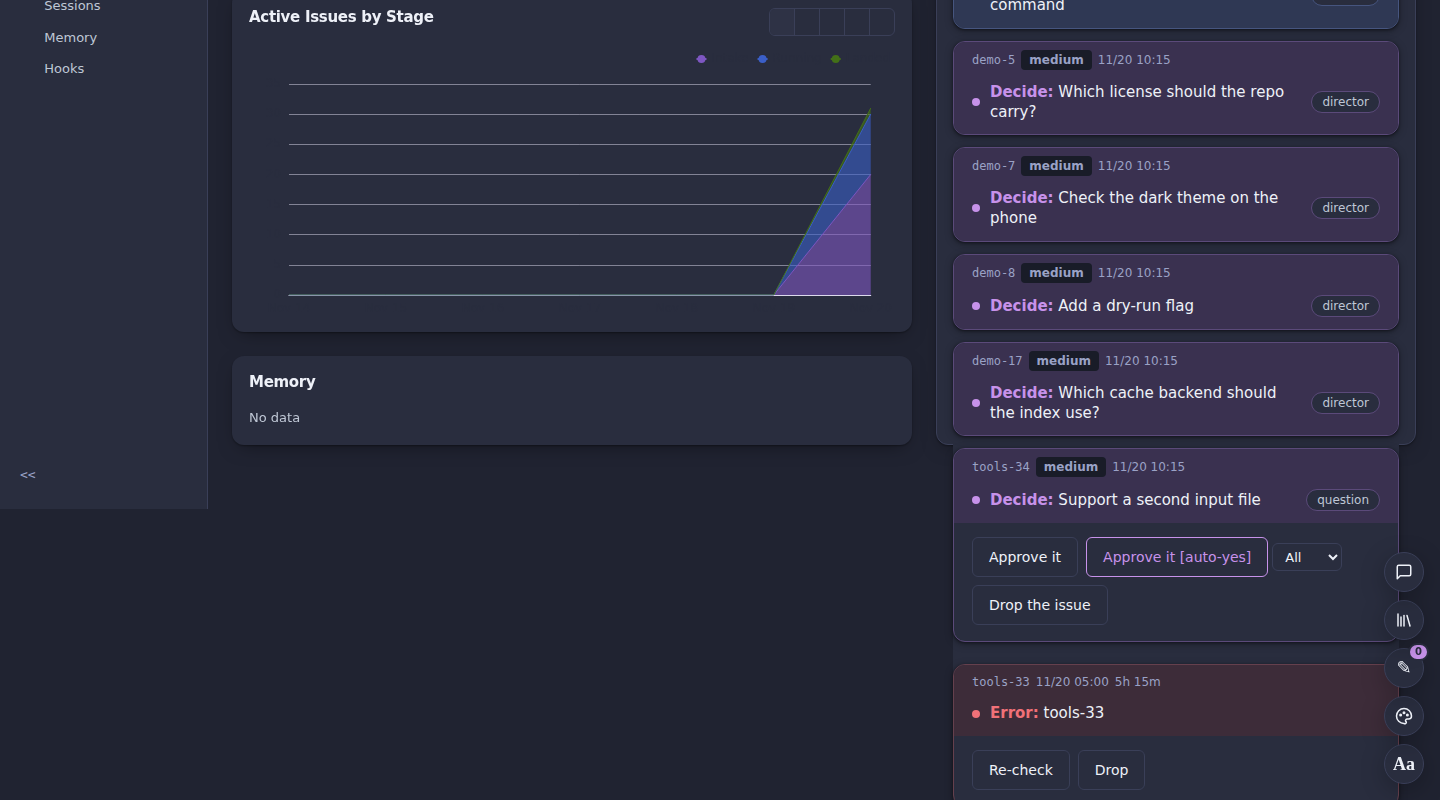 Sessions
Memory
Hooks
<<
Active Issues by Stage
Memory
No data
command
demo-5 medium 11/20 10:15
Decide: Which license should the repo
carry?
director
demo-7 medium 11/20 10:15
Decide: Check the dark theme on the
phone
director
demo-8 medium 11/20 10:15
Decide: Add a dry-run flag
director
demo-17 medium 11/20 10:15
Decide: Which cache backend should
the index use?
director
tools-34 medium 11/20 10:15
Decide: Support a second input file
question
Approve it
Approve it [auto-yes]
All
Drop the issue
tools-33 11/20 05:00 5h 15m
Error: tools-33
Re-check
Drop
0
Aa